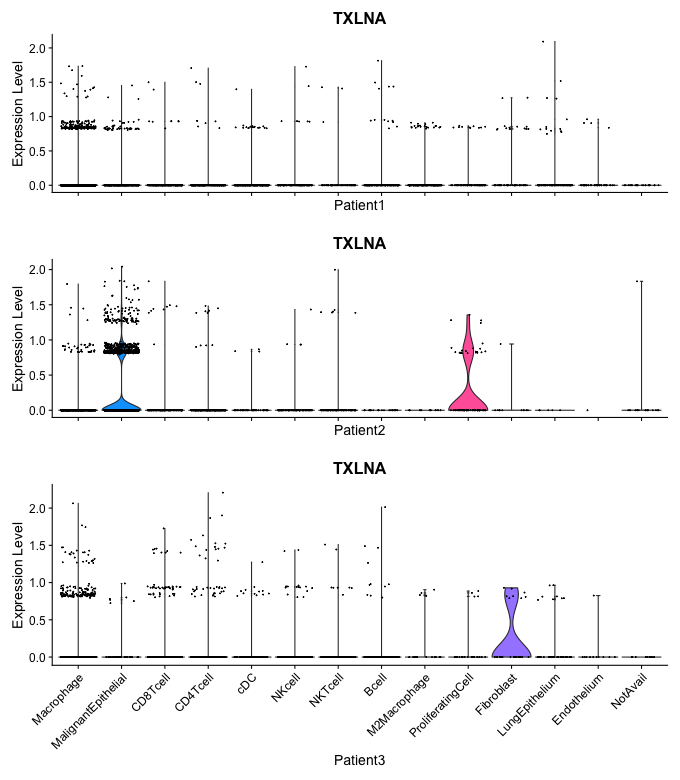 TXLNA
Expression Level
2.0
1.5
1.0
0.5
0.0
Patient1
TXLNA
Expression Level
2.0
1.5
1.0
0.5
0.0
Patient2
TXLNA
Expression Level
2.0
1.5
1.0
0.5
0.0
Macrophage
MalignantEpithelial
CD8Tcell
CD4Tcell
cDC
NKcell
NKTcell
Bcell
M2Macrophage
ProliferatingCell
Fibroblast
LungEpithelium
Endothelium
NotAvail
Patient3